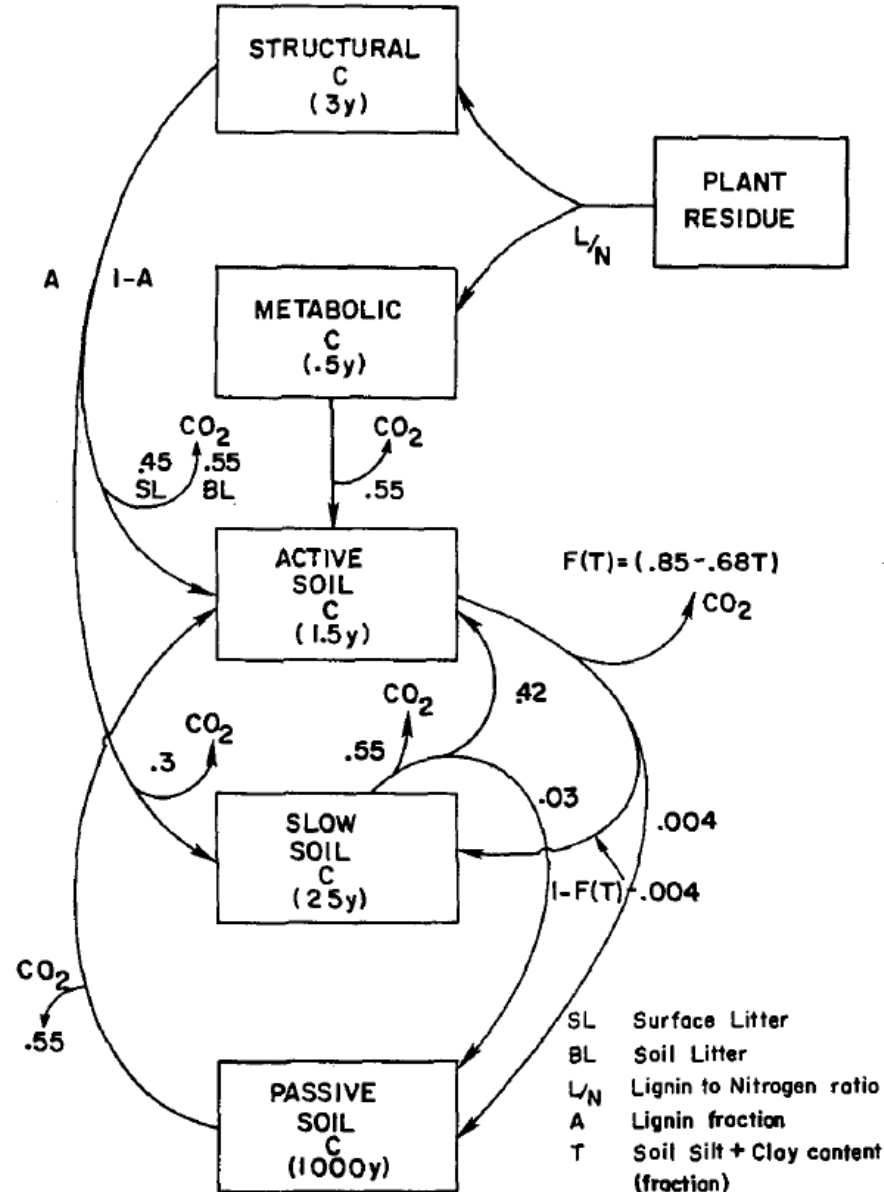 STRUCTURAL
C
(3y)
PLANT
RESIDUE
L/N
A
1-A
METABOLIC
C
(.5y)
CO2
.45
SL
.55
BL
CO2
.55
ACTIVE
SOIL
C
(1.5y)
F(T)=(.85-.68T)
CO2
CO2
.3
CO2
.55
.42
.03
.004
SLOW
SOIL
C
(25y)
1-F(T)-.004
CO2
.55
PASSIVE
SOIL
C
(1000y)
SL Surface Litter
BL Soil Litter
L/N Lignin to Nitrogen ratio
A Lignin fraction
T Soil Silt + Clay content
(fraction)